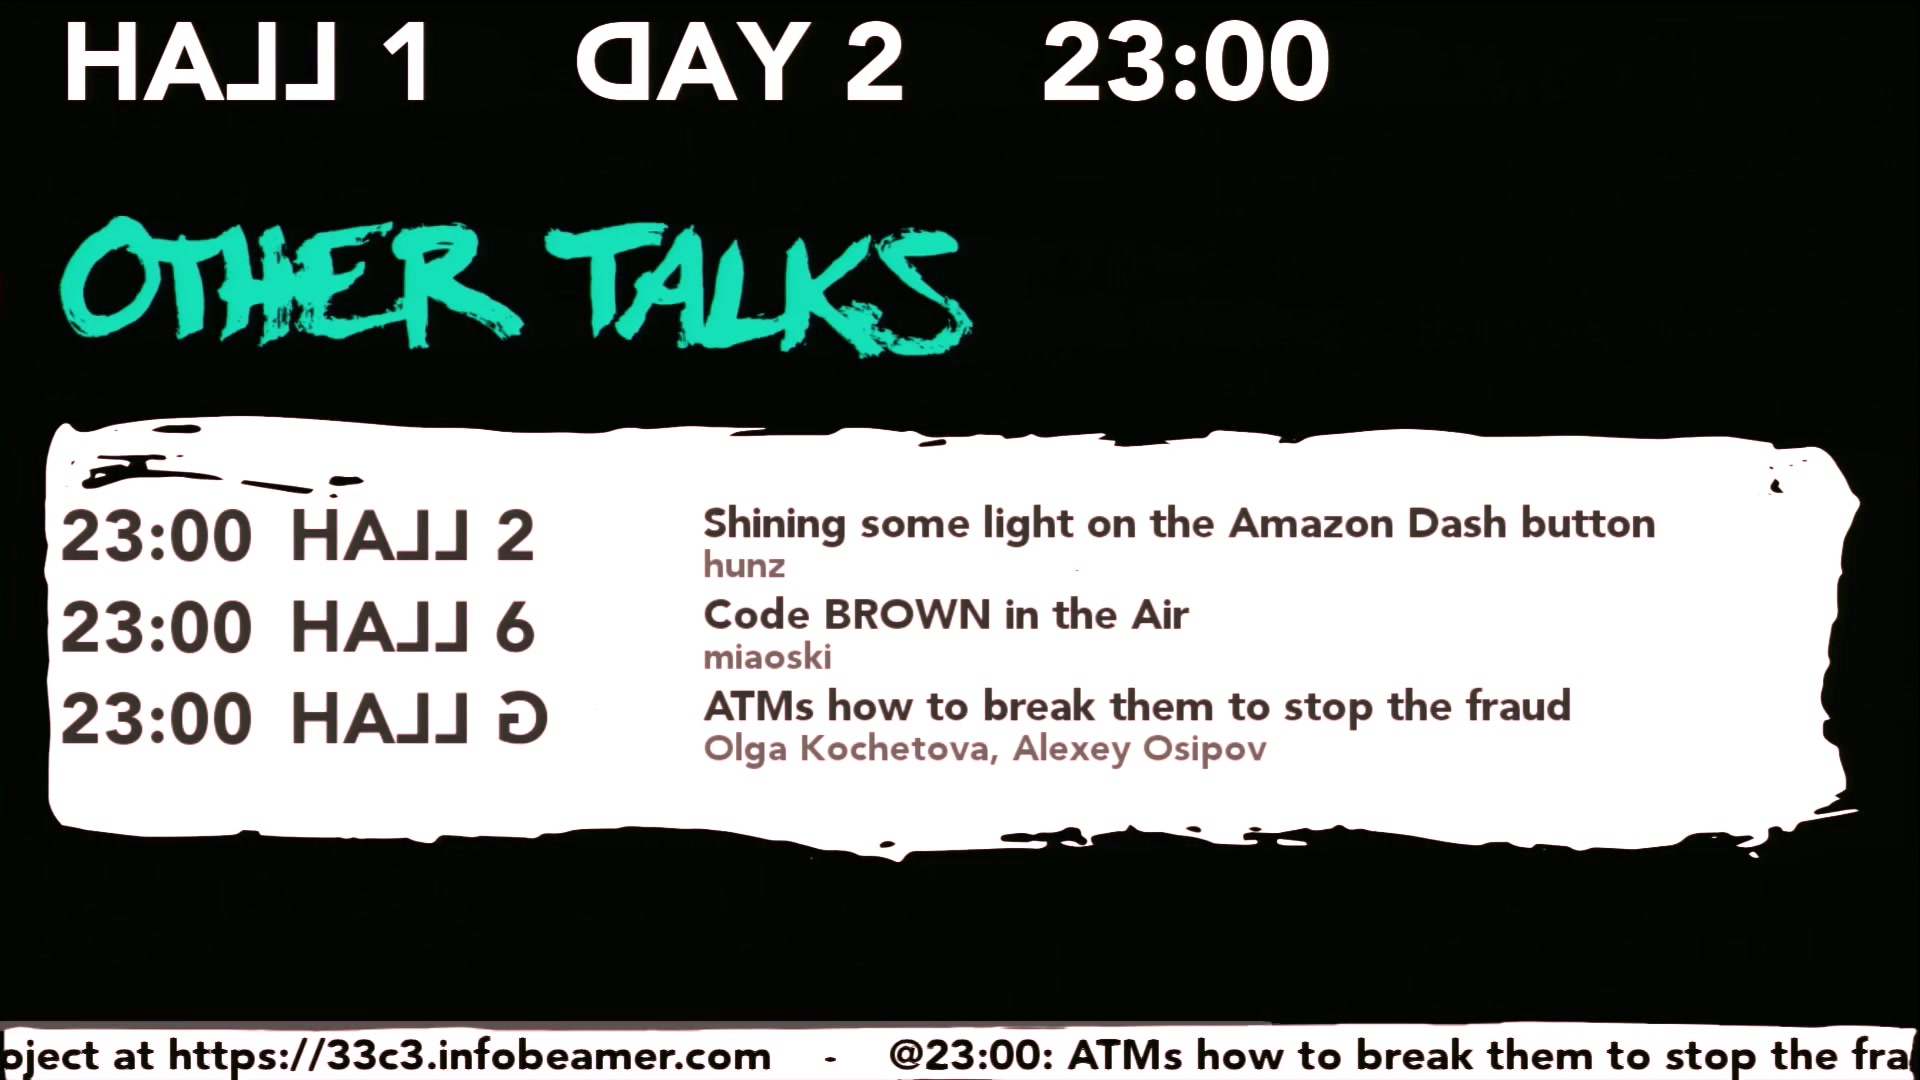 HALL 1 DAY 2 23:00
OTHER TALKS
23:00 HALL 2 Shining some light on the Amazon Dash button
hunz
23:00 HALL 6 Code BROWN in the Air
miaoski
23:00 HALL G ATMs how to break them to stop the fraud
Olga Kochetova, Alexey Osipov
oject at https://33c3.infobeamer.com - @23:00: ATMs how to break them to stop the fra